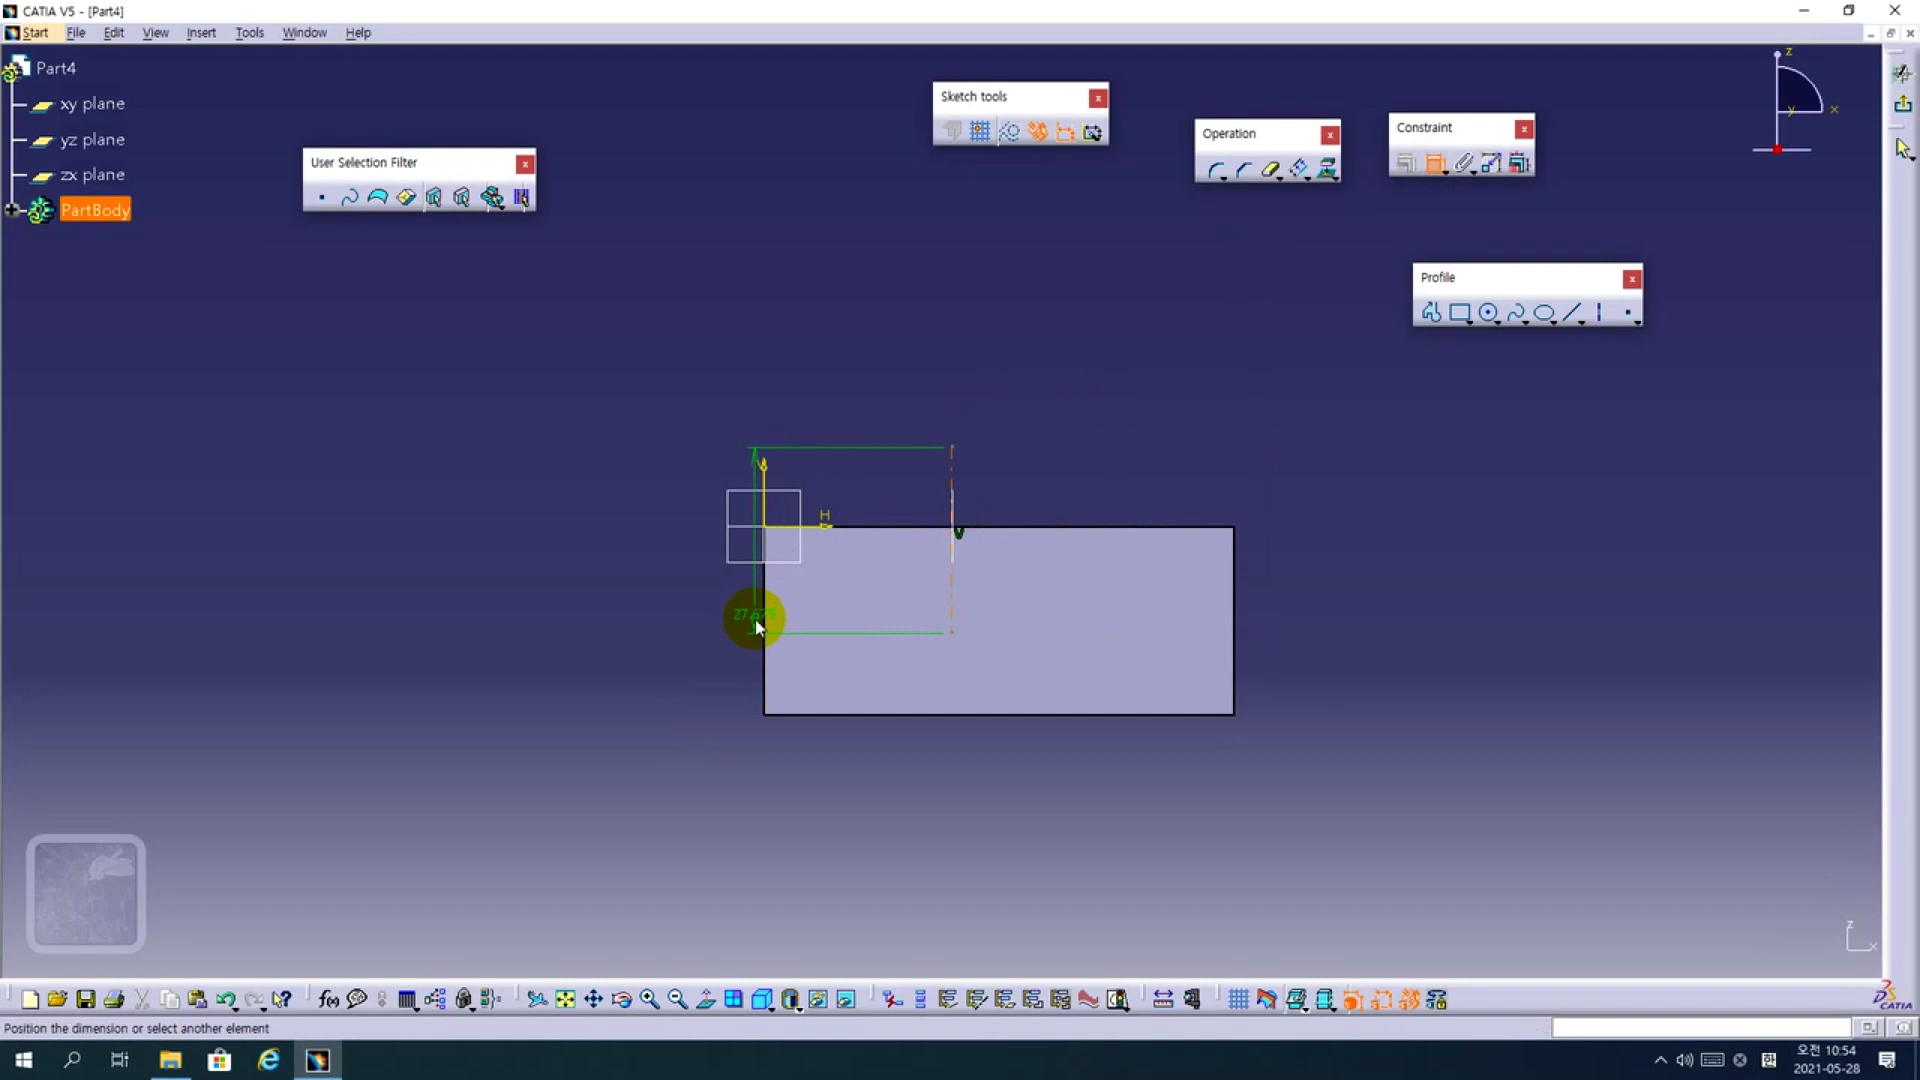 CATIA V5 - [Part4]
Start File Edit View Insert Tools Window Help
Part4
xy plane
yz plane
zx plane
PartBody
User Selection Filter
Sketch tools
Operation
Constraint
Profile
z
y
x
V
H
V
z
x
CATIA
Position the dimension or select another element
오전 10:54
2021-05-28
한